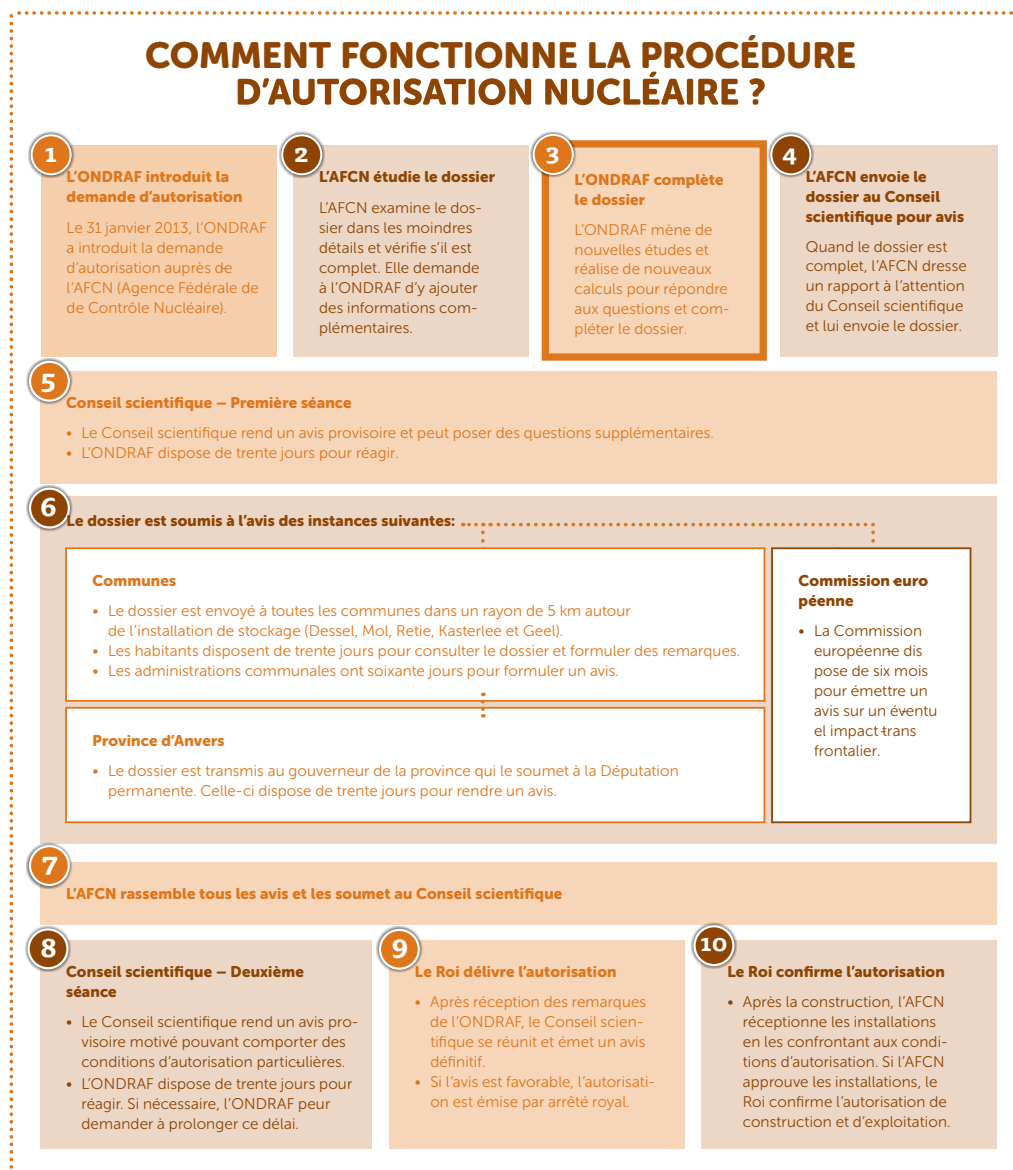 COMMENT FONCTIONNE LA PROCÉDURE
D'AUTORISATION NUCLÉAIRE ?
1
L'ONDRAF introduit la
demande d'autorisation
Le 31 janvier 2013, l'ONDRAF
a introduit la demande
d'autorisation auprès de
l'AFCN (Agence Fédérale de
de Contrôle Nucléaire).
2
L'AFCN étudie le dossier
L'AFCN examine le dos-
sier dans les moindres
détails et vérifie s'il est
complet. Elle demande
à l'ONDRAF d'y ajouter
des informations com-
plémentaires.
3
L'ONDRAF complète
le dossier
L'ONDRAF mène de
nouvelles études et
réalise de nouveaux
calculs pour répondre
aux questions et com-
pléter le dossier.
4
L'AFCN envoie le
dossier au Conseil
scientifique pour avis
Quand le dossier est
complet, l'AFCN dresse
un rapport à l'attention
du Conseil scientifique
et lui envoie le dossier.
5
Conseil scientifique – Première séance
• Le Conseil scientifique rend un avis provisoire et peut poser des questions supplémentaires.
• L'ONDRAF dispose de trente jours pour réagir.
6
Le dossier est soumis à l'avis des instances suivantes:
Communes
• Le dossier est envoyé à toutes les communes dans un rayon de 5 km autour
de l'installation de stockage (Dessel, Mol, Retie, Kasterlee et Geel).
• Les habitants disposent de trente jours pour consulter le dossier et formuler des remarques.
• Les administrations communales ont soixante jours pour formuler un avis.
Province d'Anvers
• Le dossier est transmis au gouverneur de la province qui le soumet à la Députation
permanente. Celle-ci dispose de trente jours pour rendre un avis.
Commission euro
péenne
• La Commission
européenne dis
pose de six mois
pour émettre un
avis sur un éventu
el impact trans
frontalier.
7
L'AFCN rassemble tous les avis et les soumet au Conseil scientifique
8
Conseil scientifique – Deuxième
séance
• Le Conseil scientifique rend un avis pro-
visoire motivé pouvant comporter des
conditions d'autorisation particulières.
• L'ONDRAF dispose de trente jours pour
réagir. Si nécessaire, l'ONDRAF peur
demander à prolonger ce délai.
9
Le Roi délivre l'autorisation
• Après réception des remarques
de l'ONDRAF, le Conseil scien-
tifique se réunit et émet un avis
définitif.
• Si l'avis est favorable, l'autorisati-
on est émise par arrêté royal.
10
Le Roi confirme l'autorisation
• Après la construction, l'AFCN
réceptionne les installations
en les confrontant aux condi-
tions d'autorisation. Si l'AFCN
approuve les installations, le
Roi confirme l'autorisation de
construction et d'exploitation.